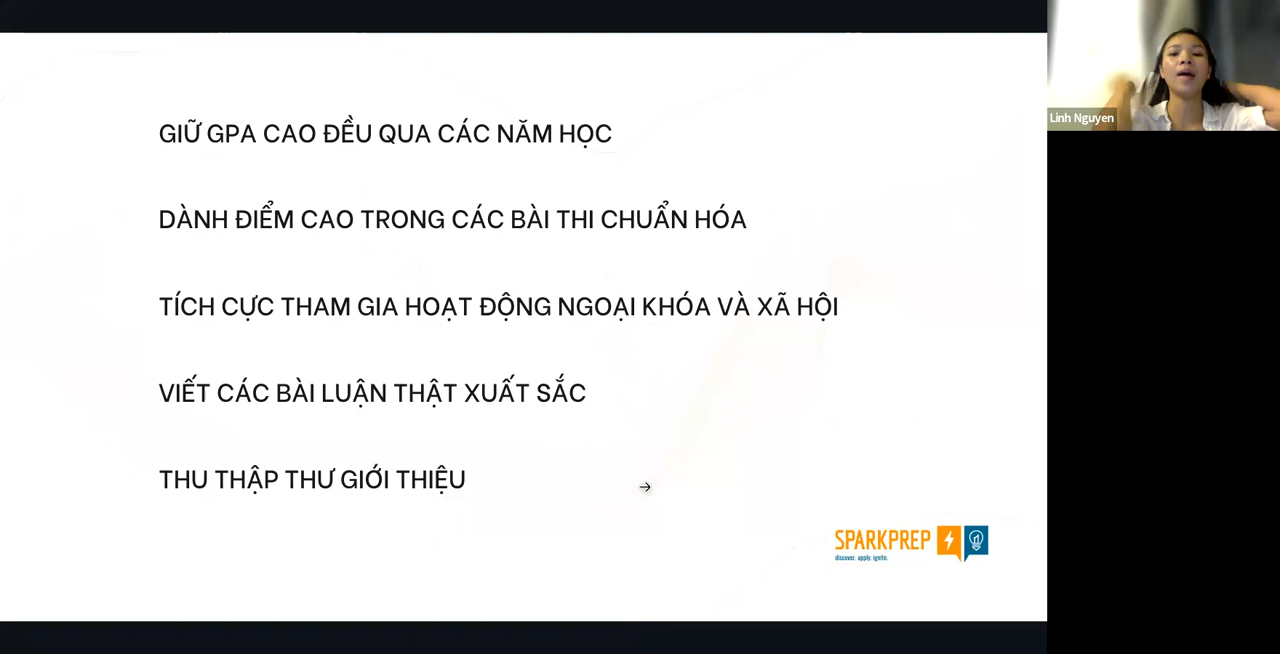 GIỮ GPA CAO ĐỀU QUA CÁC NĂM HỌC
DÀNH ĐIỂM CAO TRONG CÁC BÀI THI CHUẨN HÓA
TÍCH CỰC THAM GIA HOẠT ĐỘNG NGOẠI KHÓA VÀ XÃ HỘI
VIẾT CÁC BÀI LUẬN THẬT XUẤT SẮC
THU THẬP THƯ GIỚI THIỆU
SPARKPREP
discover. apply. ignite.
Linh Nguyen